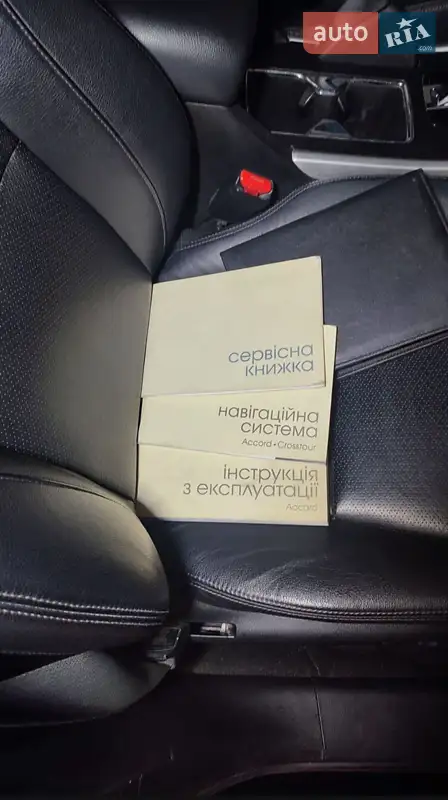 auto RIA
сервісна
книжка
навігаційна
система
Accord • Crosstour
інструкція
з експлуатації
Accord